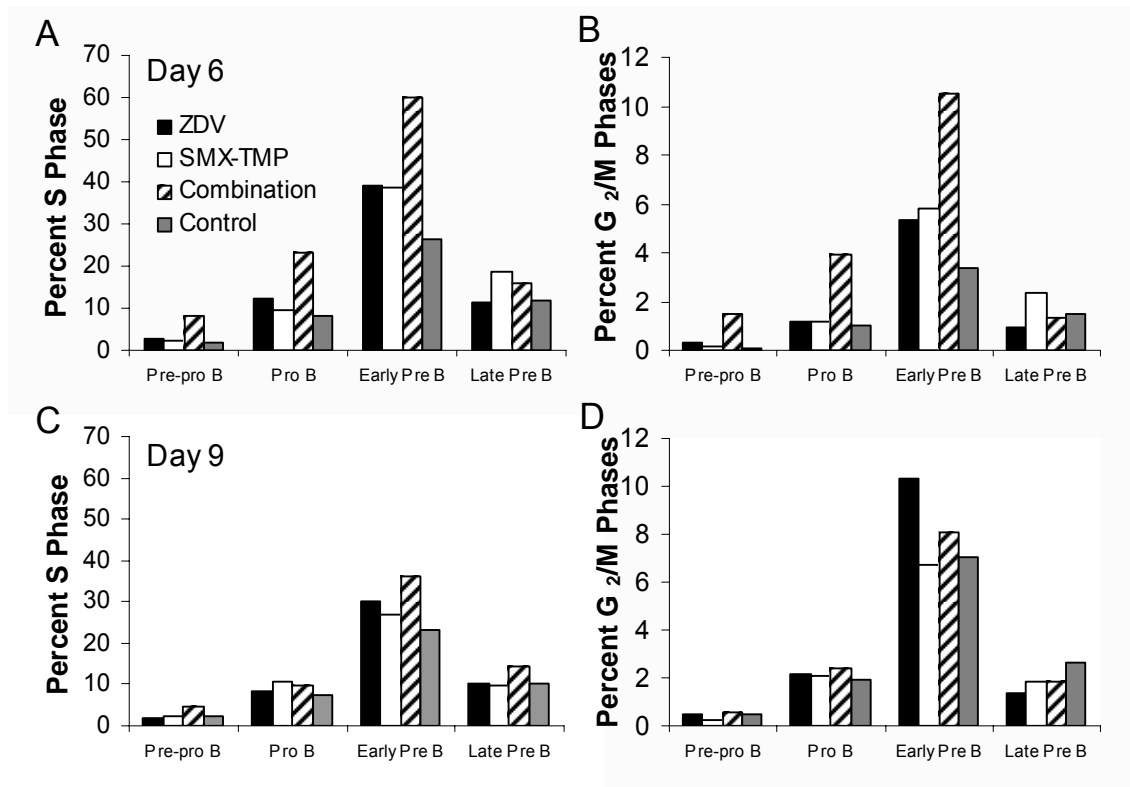 A
Day 6
Percent S Phase
70
60
50
40
30
20
10
0
ZDV
SMX-TMP
Combination
Control
Pre-pro B Pro B Early Pre B Late Pre B
B
Percent G 2/M Phases
12
10
8
6
4
2
0
Pre-pro B Pro B Early Pre B Late Pre B
C
Day 9
Percent S Phase
70
60
50
40
30
20
10
0
Pre-pro B Pro B Early Pre B Late Pre B
D
Percent G 2/M Phases
12
10
8
6
4
2
0
Pre-pro B Pro B Early Pre B Late Pre B